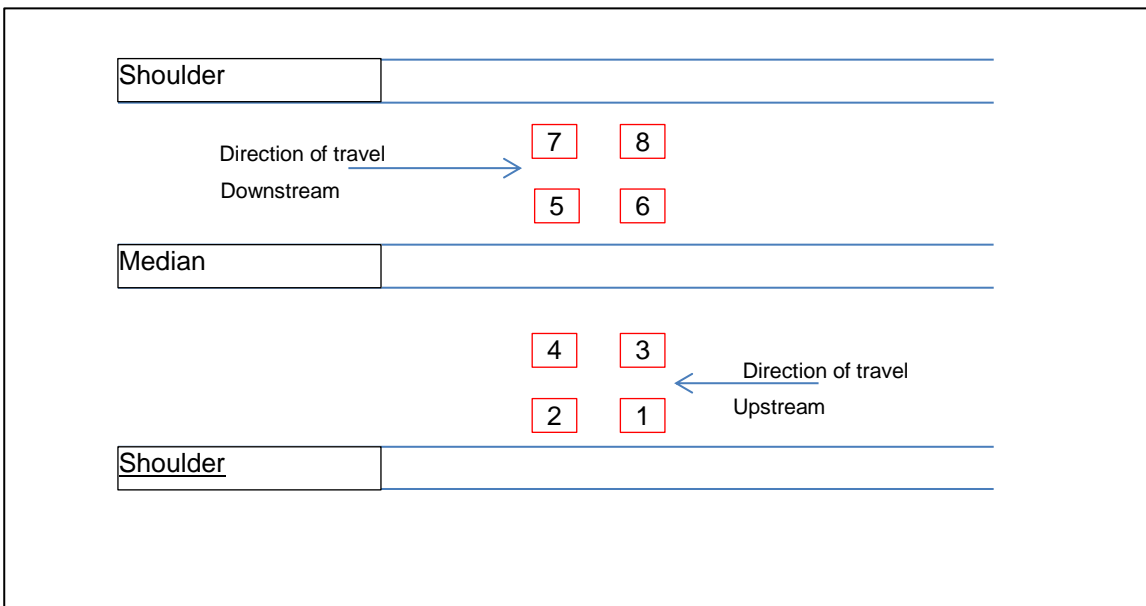 Shoulder
7 8
Direction of travel
Downstream
5 6
Median
4 3
Direction of travel
Upstream
2 1
Shoulder